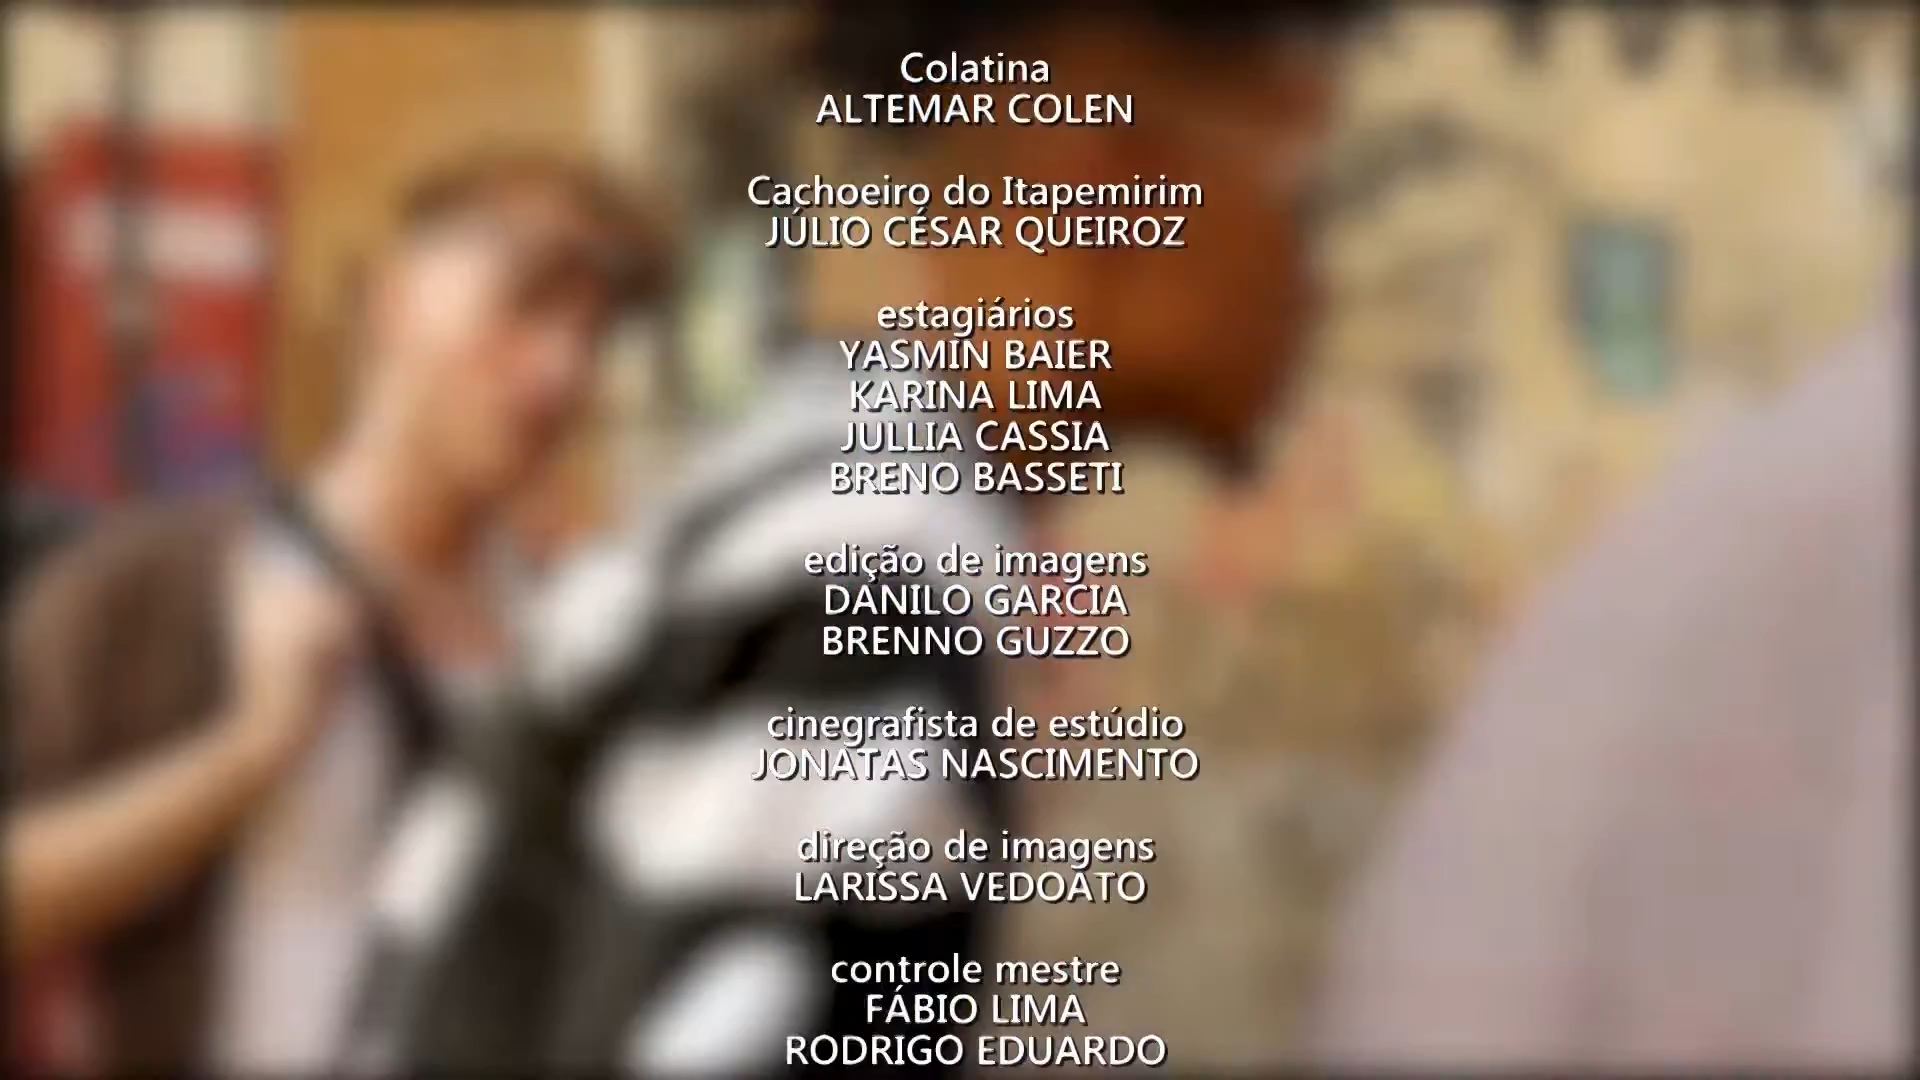 Colatina
ALTEMAR COLEN
Cachoeiro do Itapemirim
JÚLIO CÉSAR QUEIROZ
estagiários
YASMIN BAIER
KARINA LIMA
JULLIA CASSIA
BRENO BASSETI
edição de imagens
DANILO GARCIA
BRENNO GUZZO
cinegrafista de estúdio
JONATAS NASCIMENTO
direção de imagens
LARISSA VEDOATO
controle mestre
FÁBIO LIMA
RODRIGO EDUARDO